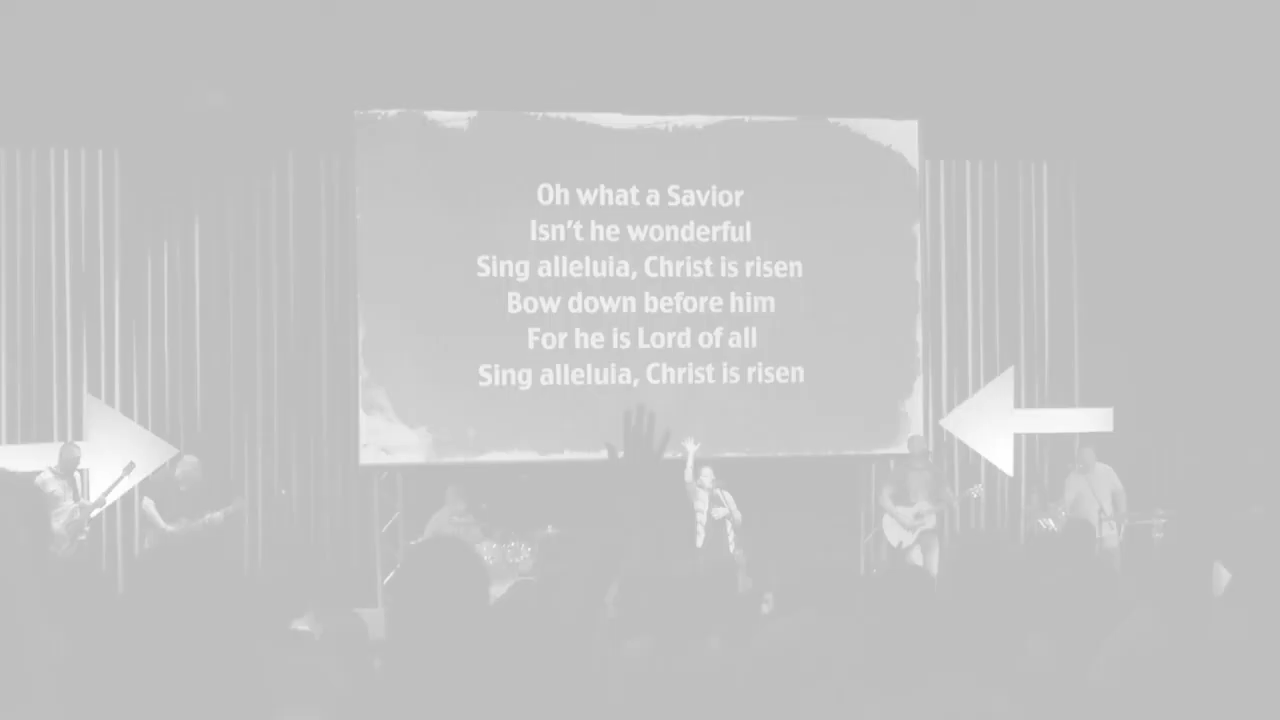 Oh what a Savior
Isn't he wonderful
Sing alleluia, Christ is risen
Bow down before him
For he is Lord of all
Sing alleluia, Christ is risen